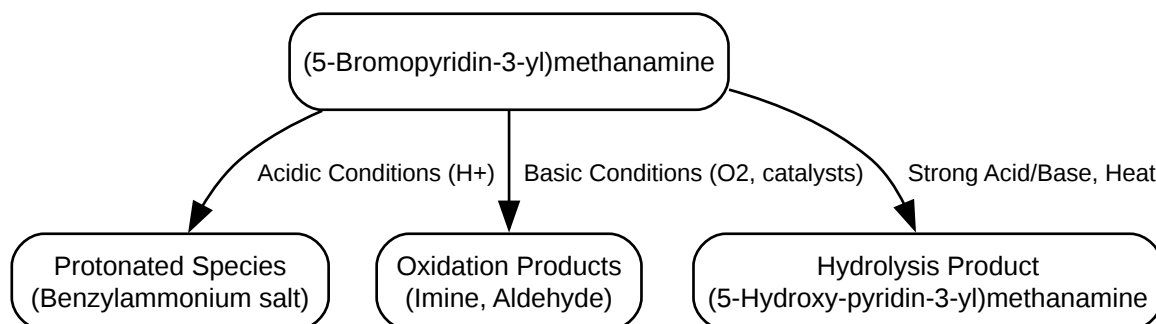 (5-Bromopyridin-3-yl)methanamine
Acidic Conditions (H+)
Basic Conditions (O2, catalysts)
Strong Acid/Base, Heat
Protonated Species
(Benzylammonium salt)
Oxidation Products
(Imine, Aldehyde)
Hydrolysis Product
(5-Hydroxy-pyridin-3-yl)methanamine